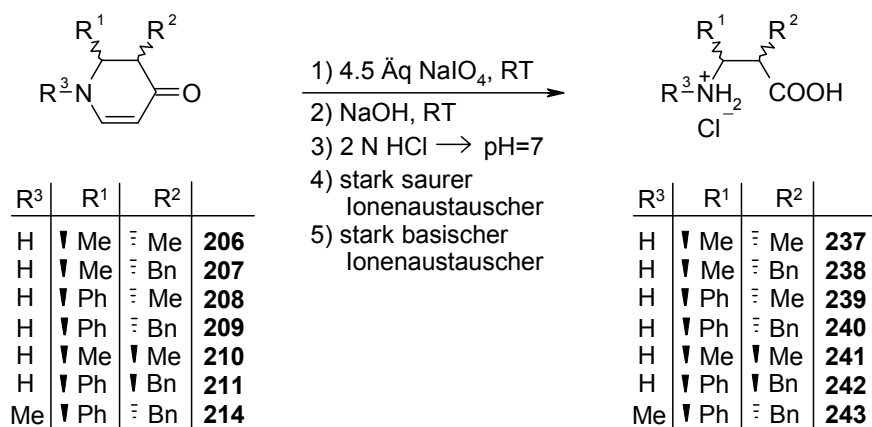 R¹ R²
R³ N O
1) 4.5 Äq NaIO₄, RT
2) NaOH, RT
3) 2 N HCl → pH=7
4) stark saurer
Ionenaustauscher
5) stark basischer
Ionenaustauscher
R¹ R²
R³ NH₂ + COOH
Cl⁻²
R³ R¹ R²
H Me Me 206
H Me Bn 207
H Ph Me 208
H Ph Bn 209
H Me Me 210
H Ph Bn 211
Me Ph Bn 214
R³ R¹ R²
H Me Me 237
H Me Bn 238
H Ph Me 239
H Ph Bn 240
H Me Me 241
H Ph Bn 242
Me Ph Bn 243